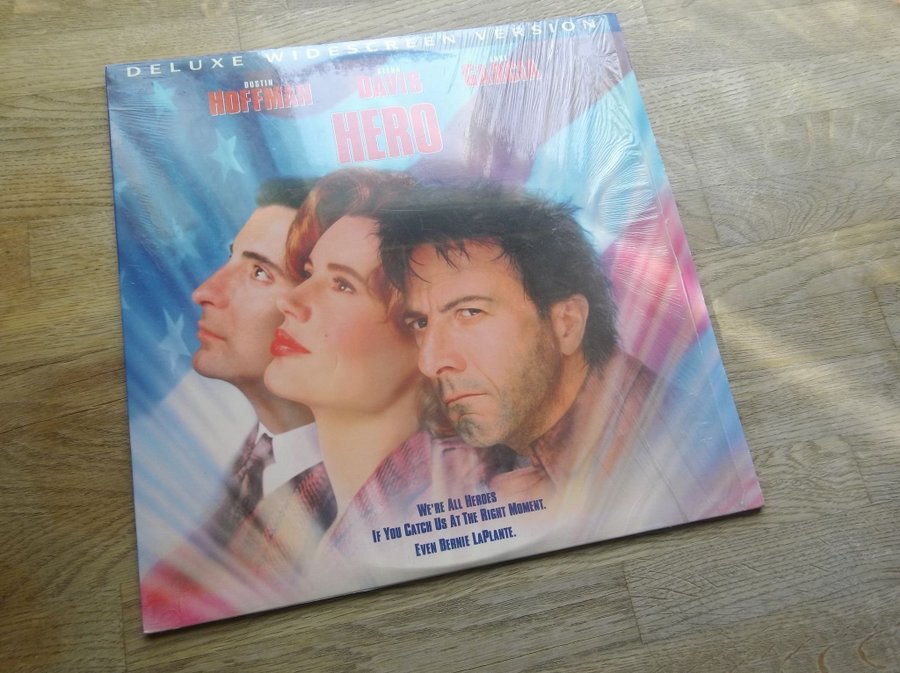 DELUXE WIDESCREEN VERSION
DUSTIN HOFFMAN
GEENA DAVIS
GARCIA
HERO
WE'RE ALL HEROES
IF YOU CATCH US AT THE RIGHT MOMENT.
EVEN BERNIE LAPLANTE.